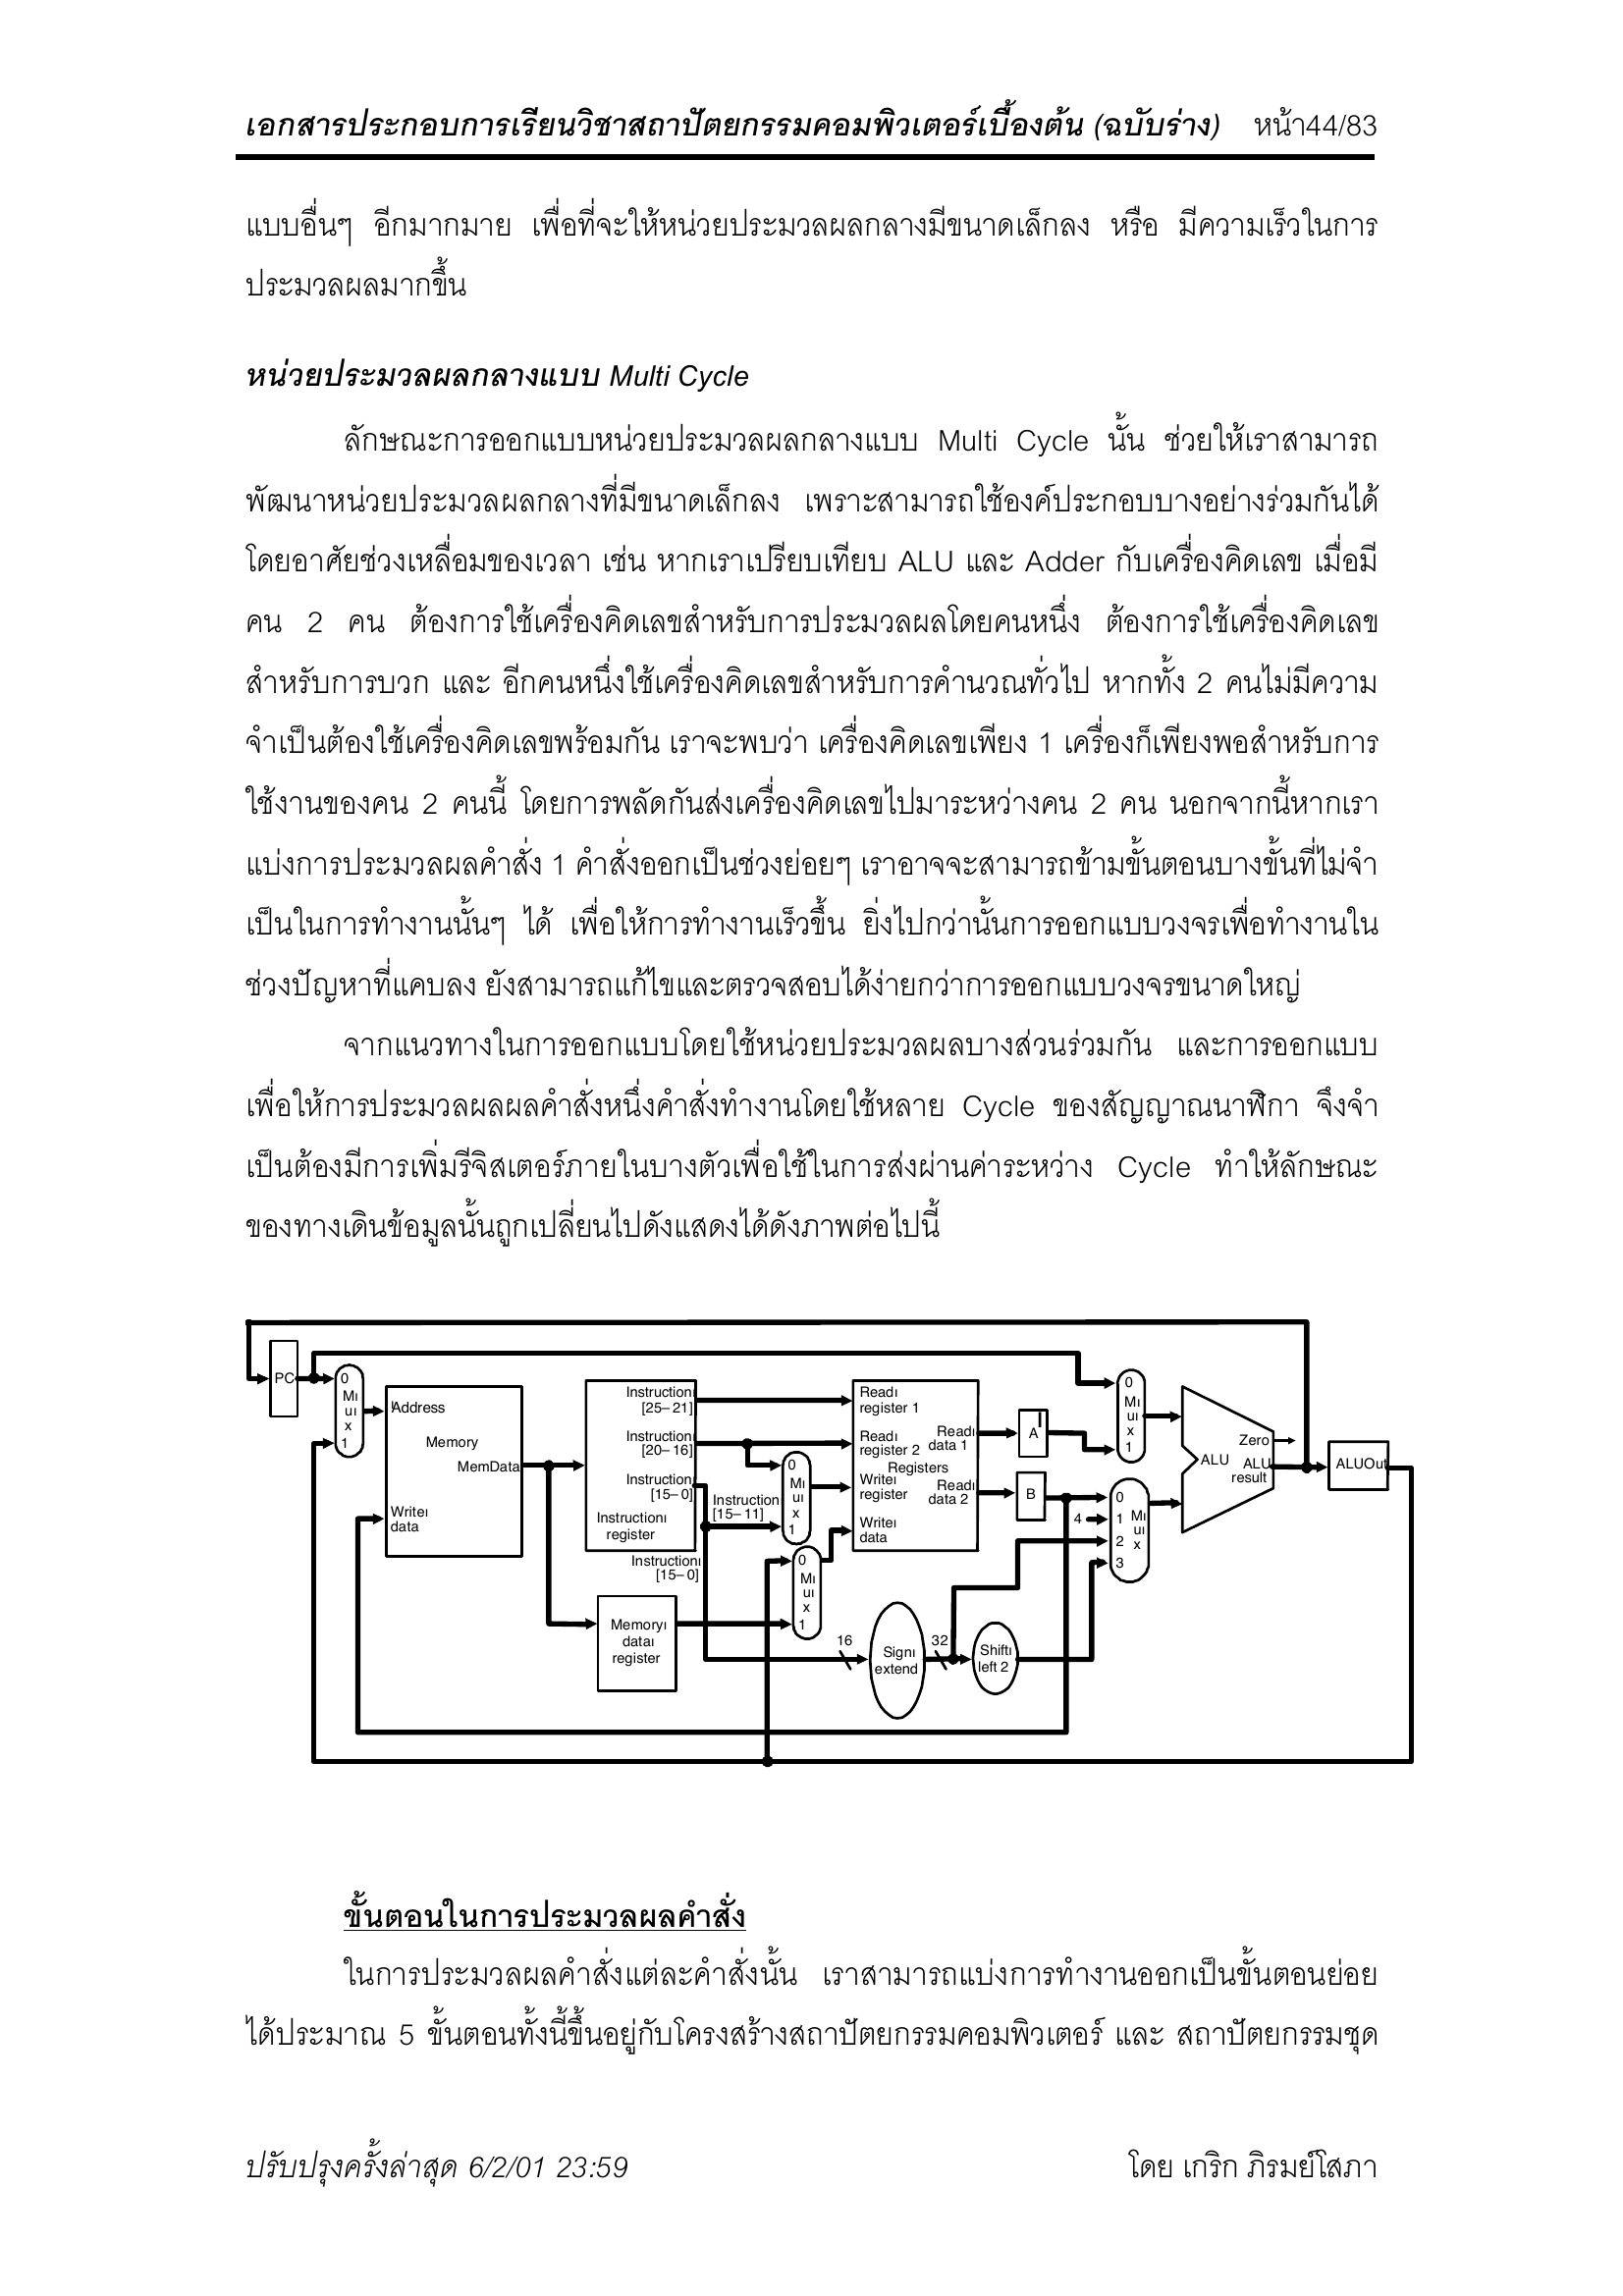 เอกสารประกอบการเรียนวิชาสถาปัตยกรรมคอมพิวเตอร์เบื้องต้น (ฉบับร่าง) หน้า44/83
แบบอื่นๆ อีกมากมาย เพื่อที่จะให้หน่วยประมวลผลกลางมีขนาดเล็กลง หรือ มีความเร็วในการ
ประมวลผลมากขึ้น
หน่วยประมวลผลกลางแบบ Multi Cycle
ลักษณะการออกแบบหน่วยประมวลผลกลางแบบ Multi Cycle นั้น ช่วยให้เราสามารถ
พัฒนาหน่วยประมวลผลกลางที่มีขนาดเล็กลง เพราะสามารถใช้องค์ประกอบบางอย่างร่วมกันได้
โดยอาศัยช่วงเหลื่อมของเวลา เช่น หากเราเปรียบเทียบ ALU และ Adder กับเครื่องคิดเลข เมื่อมี
คน 2 คน ต้องการใช้เครื่องคิดเลขสำหรับการประมวลผลโดยคนหนึ่ง ต้องการใช้เครื่องคิดเลข
สำหรับการบวก และ อีกคนหนึ่งใช้เครื่องคิดเลขสำหรับการคำนวณทั่วไป หากทั้ง 2 คนไม่มีความ
จำเป็นต้องใช้เครื่องคิดเลขพร้อมกัน เราจะพบว่า เครื่องคิดเลขเพียง 1 เครื่องก็เพียงพอสำหรับการ
ใช้งานของคน 2 คนนี้ โดยการพลัดกันส่งเครื่องคิดเลขไปมาระหว่างคน 2 คน นอกจากนี้หากเรา
แบ่งการประมวลผลคำสั่ง 1 คำสั่งออกเป็นช่วงย่อยๆ เราอาจจะสามารถข้ามขั้นตอนบางขั้นที่ไม่จำ
เป็นในการทำงานนั้นๆ ได้ เพื่อให้การทำงานเร็วขึ้น ยิ่งไปกว่านั้นการออกแบบวงจรเพื่อทำงานใน
ช่วงปัญหาที่แคบลง ยังสามารถแก้ไขและตรวจสอบได้ง่ายกว่าการออกแบบวงจรขนาดใหญ่
จากแนวทางในการออกแบบโดยใช้หน่วยประมวลผลบางส่วนร่วมกัน และการออกแบบ
เพื่อให้การประมวลผลผลคำสั่งหนึ่งคำสั่งทำงานโดยใช้หลาย Cycle ของสัญญาณนาฬิกา จึงจำ
เป็นต้องมีการเพิ่มรีจิสเตอร์ภายในบางตัวเพื่อใช้ในการส่งผ่านค่าระหว่าง Cycle ทำให้ลักษณะ
ของทางเดินข้อมูลนั้นถูกเปลี่ยนไปดังแสดงได้ดังภาพต่อไปนี้
PC
0
Mı
uı
x
1
Address
Memory
MemData
Writeı
data
Instructionı
[25–21]
Instructionı
[20–16]
Instructionı
[15–0]
Instructionı
register
Instructionı
[15–11]
Instructionı
[15–0]
Memoryı
dataı
register
0
Mı
uı
x
1
0
Mı
uı
x
1
Readı
register 1
Readı
register 2
Registers
Writeı
register
Writeı
data
Readı
data 1
Readı
data 2
A
B
16
Signı
extend
32
Shiftı
left 2
0
Mı
uı
x
1
4
0
1
2
3
Mı
uı
x
Zero
ALU
ALUı
result
ALUOut
ขั้นตอนในการประมวลผลคำสั่ง
ในการประมวลผลคำสั่งแต่ละคำสั่งนั้น เราสามารถแบ่งการทำงานออกเป็นขั้นตอนย่อย
ได้ประมาณ 5 ขั้นตอนทั้งนี้ขึ้นอยู่กับโครงสร้างสถาปัตยกรรมคอมพิวเตอร์ และ สถาปัตยกรรมชุด
ปรับปรุงครั้งล่าสุด 6/2/01 23:59 โดย เกริก ภิรมย์โสภา